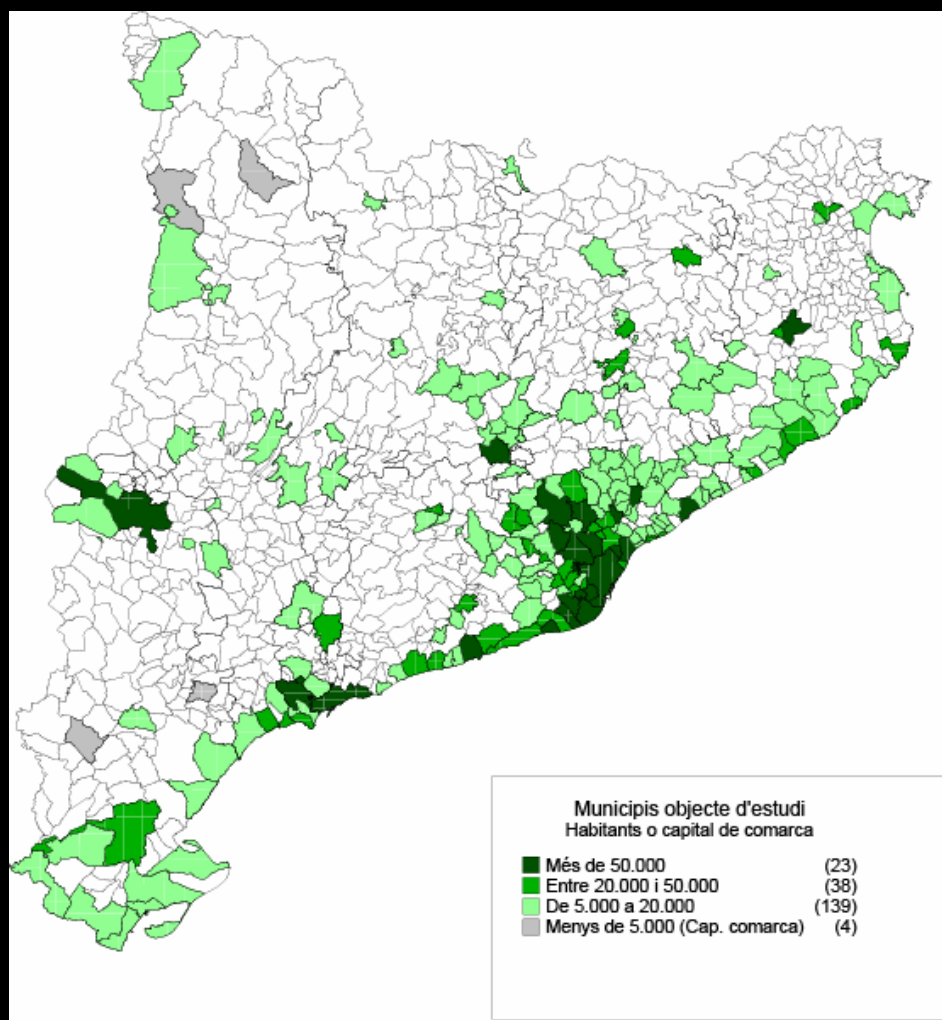 Municipis objecte d'estudi
Habitants o capital de comarca
Més de 50.000 (23)
Entre 20.000 i 50.000 (38)
De 5.000 a 20.000 (139)
Menys de 5.000 (Cap. comarca) (4)